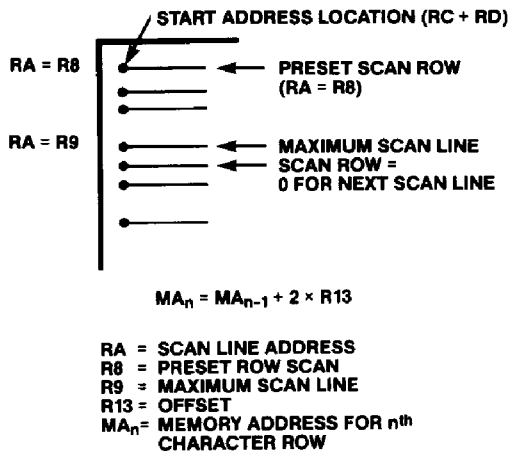 START ADDRESS LOCATION (RC + RD)
RA = R8
PRESET SCAN ROW
(RA = R8)
RA = R9
MAXIMUM SCAN LINE
SCAN ROW =
0 FOR NEXT SCAN LINE
MAn = MAn-1 + 2 × R13
RA = SCAN LINE ADDRESS
R8 = PRESET ROW SCAN
R9 = MAXIMUM SCAN LINE
R13 = OFFSET
MAn= MEMORY ADDRESS FOR nth
CHARACTER ROW